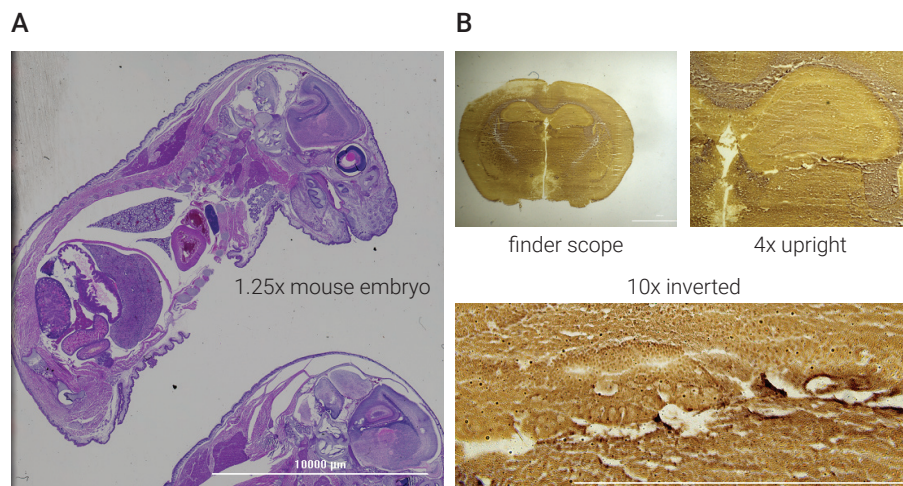 A
B
1.25x mouse embryo
10000 µm
finder scope
4x upright
10x inverted